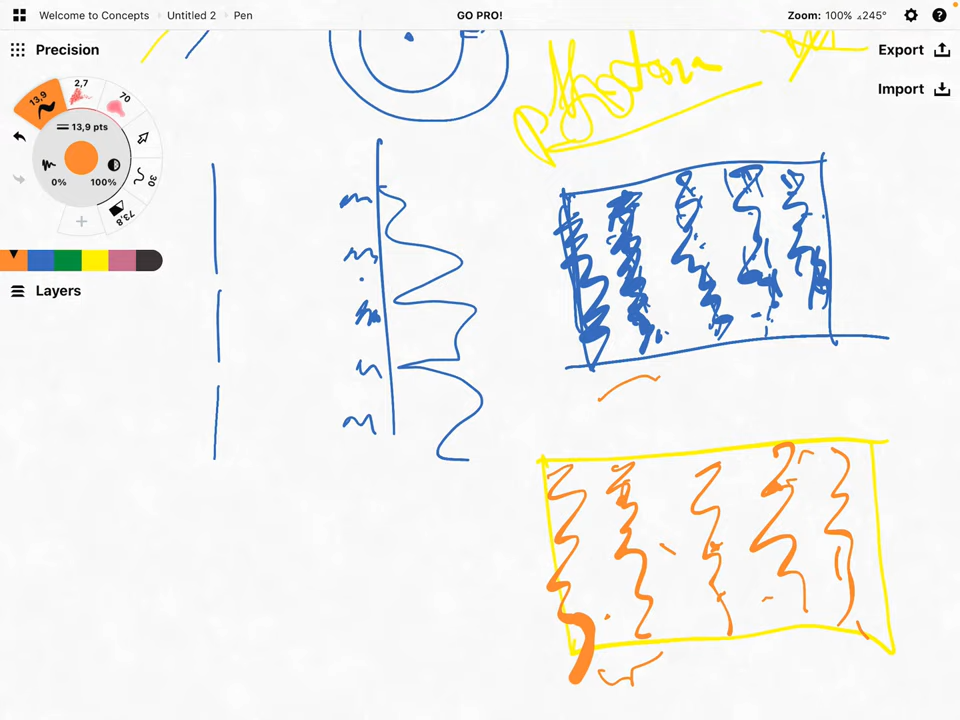 Welcome to Concepts › Untitled 2 › Pen
GO PRO!
Zoom: 100% ⊿245°
Precision
Export
Import
2,7
13,9
70
13,9 pts
30
0%
100%
73,8
Layers